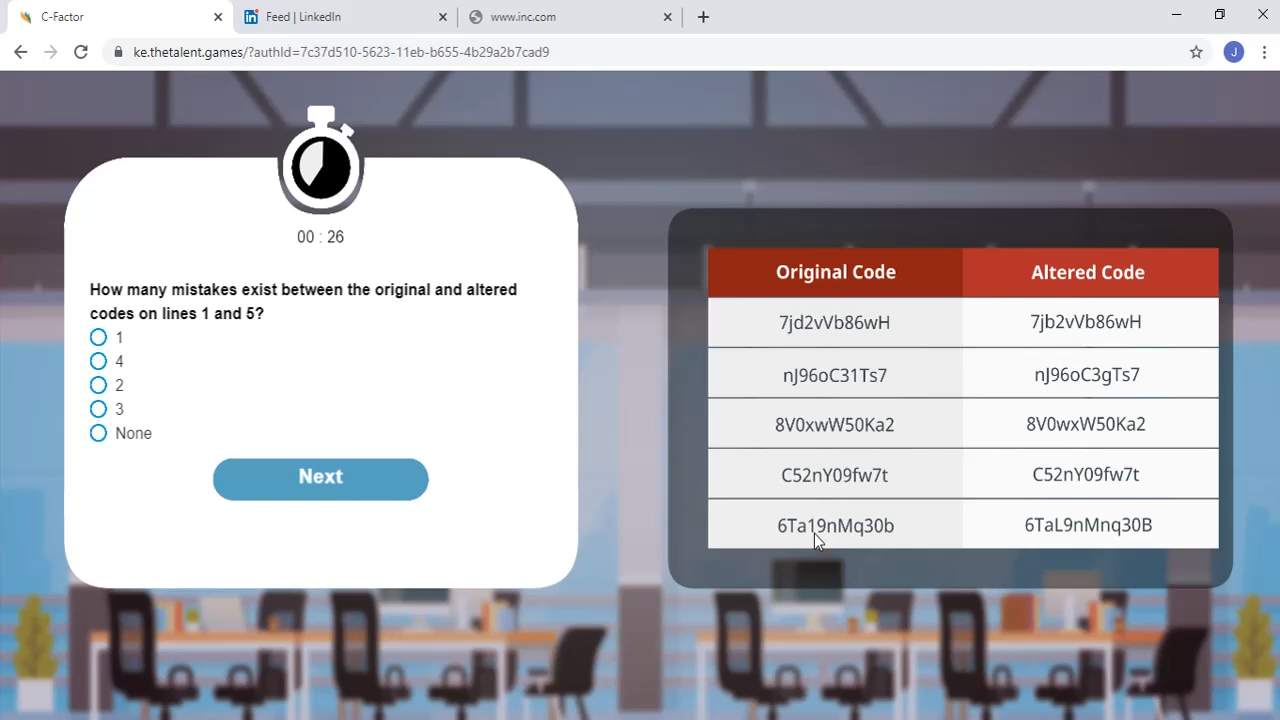 C-Factor
Feed | LinkedIn
www.inc.com
ke.thetalent.games/?authId=7c37d510-5623-11eb-b655-4b29a2b7cad9
J
00 : 26
How many mistakes exist between the original and altered
codes on lines 1 and 5?
1
4
2
3
None
Next
Original Code Altered Code
7jd2vVb86wH 7jb2vVb86wH
nJ96oC31Ts7 nJ96oC3gTs7
8V0xwW50Ka2 8V0wxW50Ka2
C52nY09fw7t C52nY09fw7t
6Ta19nMq30b 6TaL9nMnq30B